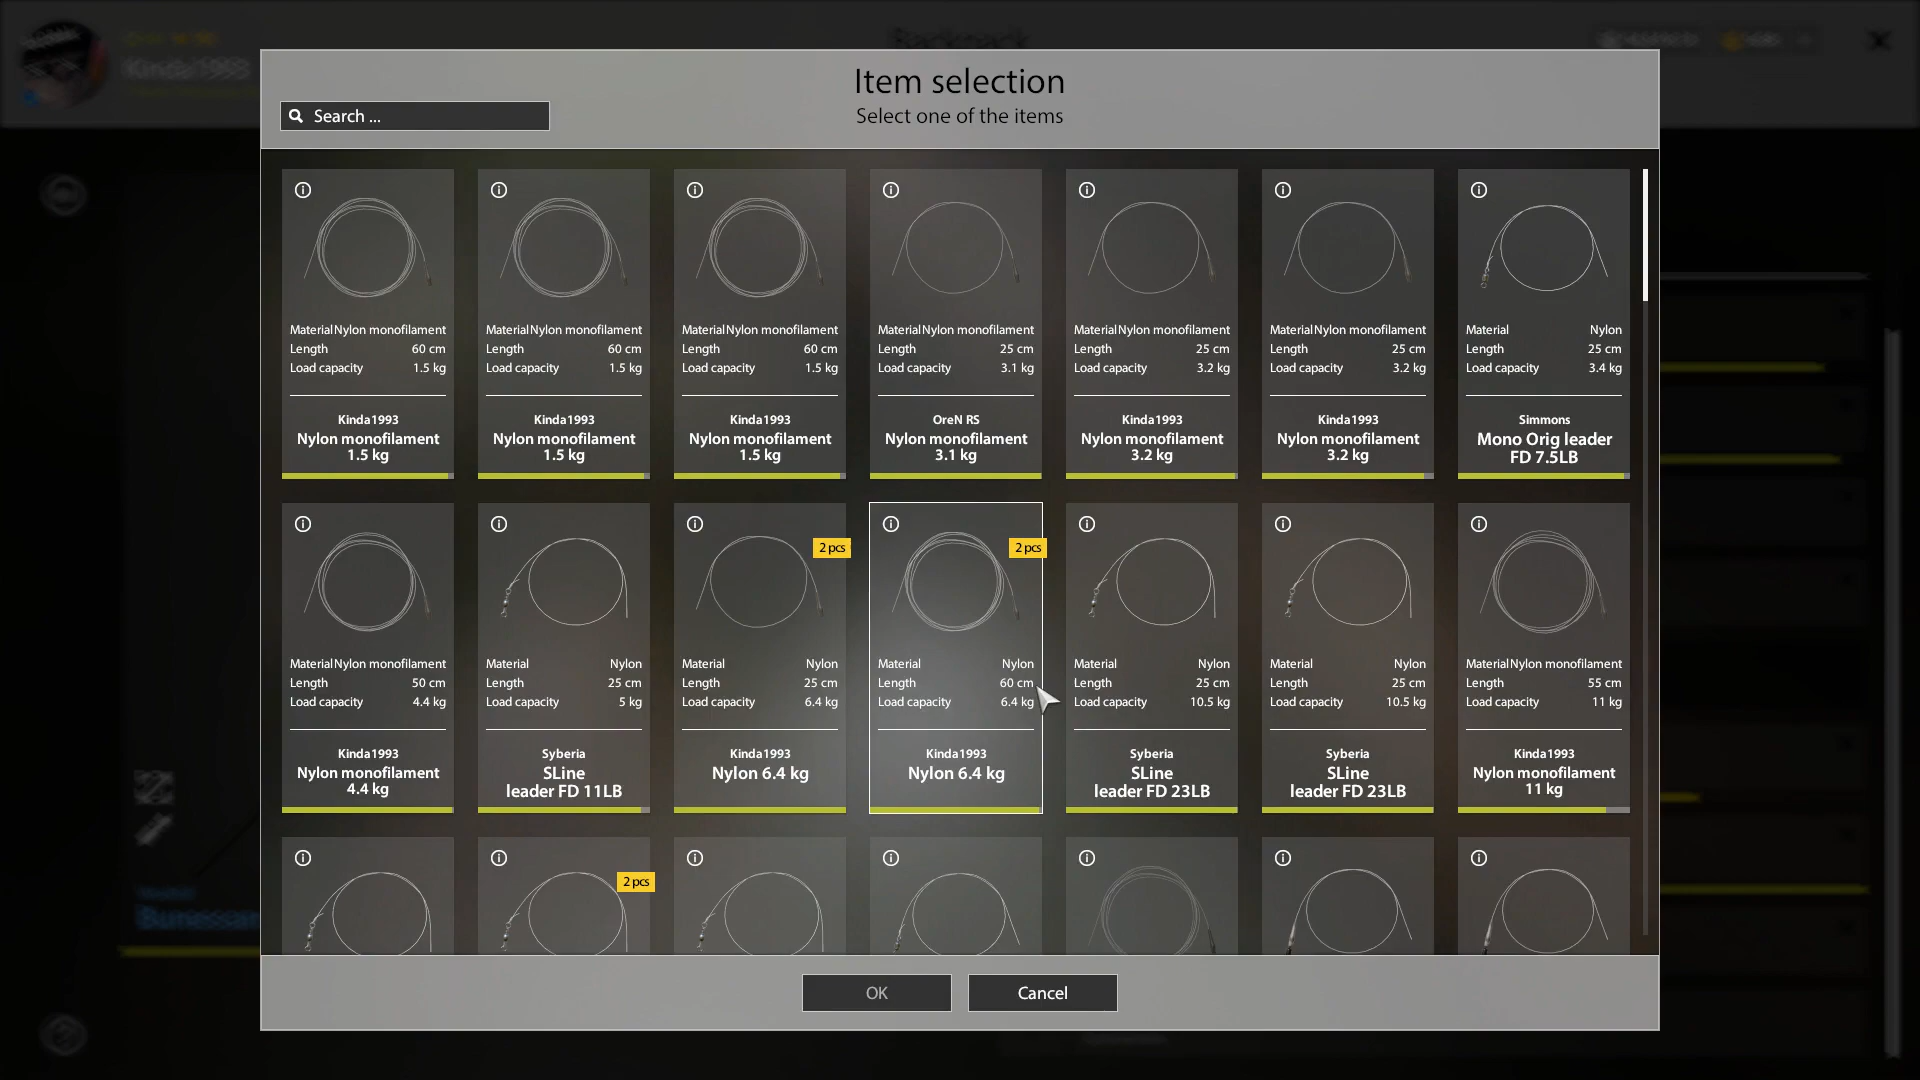 Kinda1993
Item selection
Search ...
Select one of the items
Material Nylon monofilament
Length 60 cm
Load capacity 1.5 kg
Kinda1993
Nylon monofilament
1.5 kg
Material Nylon monofilament
Length 60 cm
Load capacity 1.5 kg
Kinda1993
Nylon monofilament
1.5 kg
Material Nylon monofilament
Length 60 cm
Load capacity 1.5 kg
Kinda1993
Nylon monofilament
1.5 kg
Material Nylon monofilament
Length 25 cm
Load capacity 3.1 kg
OreN RS
Nylon monofilament
3.1 kg
Material Nylon monofilament
Length 25 cm
Load capacity 3.2 kg
Kinda1993
Nylon monofilament
3.2 kg
Material Nylon monofilament
Length 25 cm
Load capacity 3.2 kg
Kinda1993
Nylon monofilament
3.2 kg
Material Nylon
Length 25 cm
Load capacity 3.4 kg
Simmons
Mono Orig leader
FD 7.5LB
Material Nylon monofilament
Length 50 cm
Load capacity 4.4 kg
Kinda1993
Nylon monofilament
4.4 kg
Material Nylon
Length 25 cm
Load capacity 5 kg
Syberia
SLine
leader FD 11LB
2 pcs
Material Nylon
Length 25 cm
Load capacity 6.4 kg
Kinda1993
Nylon 6.4 kg
2 pcs
Material Nylon
Length 60 cm
Load capacity 6.4 kg
Kinda1993
Nylon 6.4 kg
Material Nylon
Length 25 cm
Load capacity 10.5 kg
Syberia
SLine
leader FD 23LB
Material Nylon
Length 25 cm
Load capacity 10.5 kg
Syberia
SLine
leader FD 23LB
Material Nylon monofilament
Length 55 cm
Load capacity 11 kg
Kinda1993
Nylon monofilament
11 kg
2 pcs
OK
Cancel